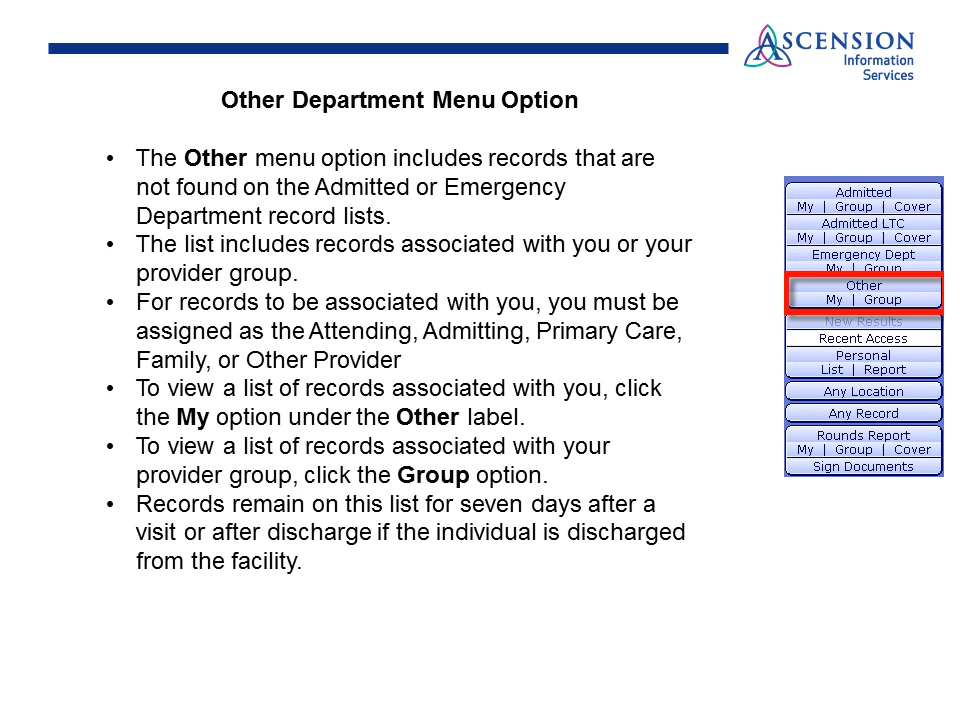 ASCENSION
Information
Services
Other Department Menu Option
• The Other menu option includes records that are
not found on the Admitted or Emergency
Department record lists.
• The list includes records associated with you or your
provider group.
• For records to be associated with you, you must be
assigned as the Attending, Admitting, Primary Care,
Family, or Other Provider
• To view a list of records associated with you, click
the My option under the Other label.
• To view a list of records associated with your
provider group, click the Group option.
• Records remain on this list for seven days after a
visit or after discharge if the individual is discharged
from the facility.
Admitted
My | Group | Cover
Admitted LTC
My | Group | Cover
Emergency Dept
My | Group
Other
My | Group
New Results
Recent Access
Personal
List | Report
Any Location
Any Record
Rounds Report
My | Group | Cover
Sign Documents